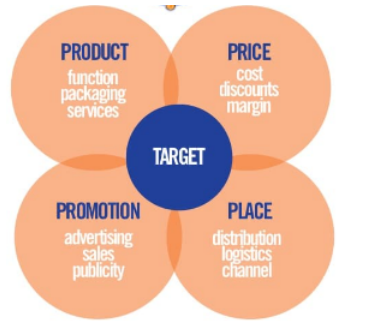 PRODUCT
function
packaging
services
PRICE
cost
discounts
margin
TARGET
PROMOTION
advertising
sales
publicity
PLACE
distribution
logistics
channel